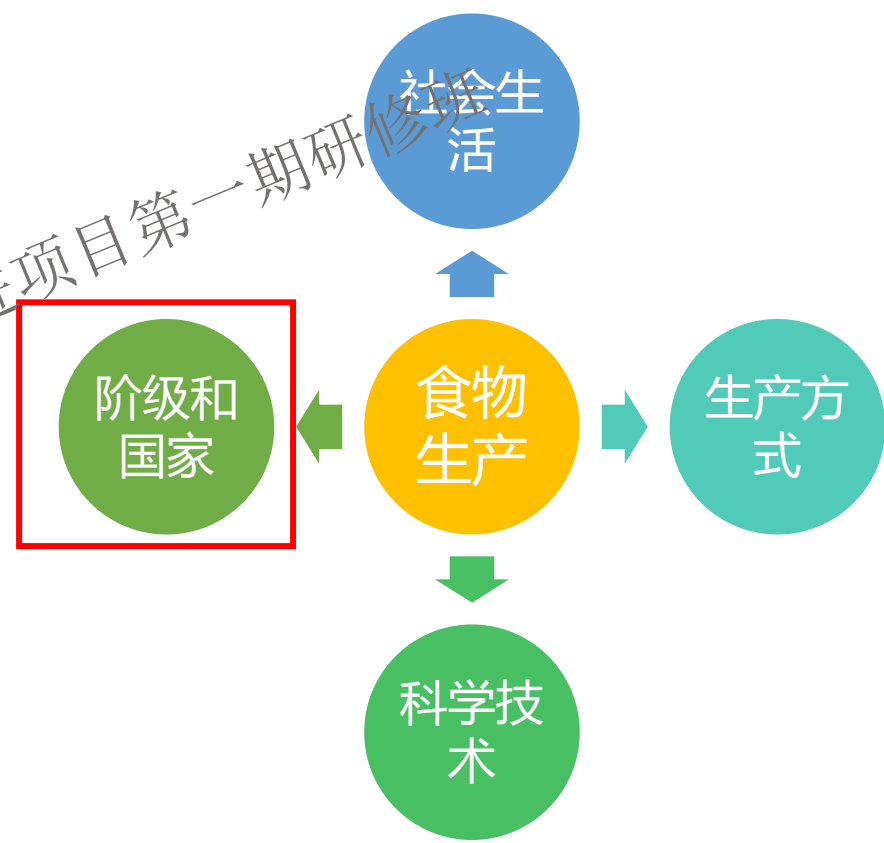 社会生
活
项目第一期研修班
阶级和
国家
食物
生产
生产方
式
科学技
术